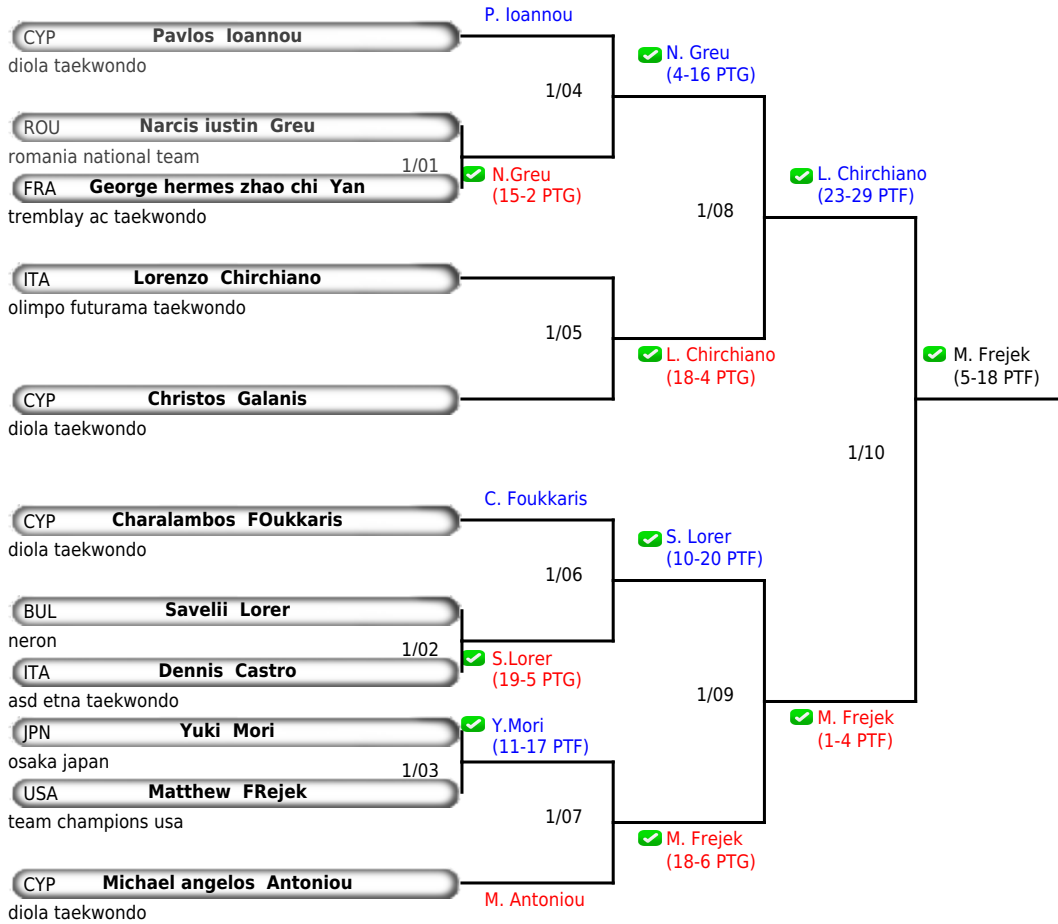 P. Ioannou
CYP Pavlos Ioannou
diola taekwondo
N. Greu
(4-16 PTG)
1/04
ROU Narcis iustin Greu
romania national team
1/01
N.Greu
(15-2 PTG)
FRA George hermes zhao chi Yan
tremblay ac taekwondo
L. Chirchiano
(23-29 PTF)
1/08
ITA Lorenzo Chirchiano
olimpo futurama taekwondo
1/05
L. Chirchiano
(18-4 PTG)
M. Frejek
(5-18 PTF)
CYP Christos Galanis
diola taekwondo
1/10
C. Foukkaris
CYP Charalambos FOukkaris
diola taekwondo
S. Lorer
(10-20 PTF)
1/06
BUL Savelii Lorer
neron
1/02
S.Lorer
(19-5 PTG)
ITA Dennis Castro
asd etna taekwondo
1/09
M. Frejek
(1-4 PTF)
JPN Yuki Mori
osaka japan
Y.Mori
(11-17 PTF)
1/03
USA Matthew FRejek
team champions usa
1/07
M. Frejek
(18-6 PTG)
CYP Michael angelos Antoniou
M. Antoniou
diola taekwondo